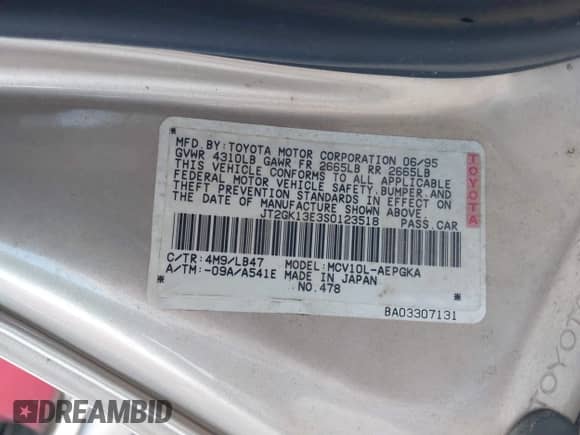 MFD. BY: TOYOTA MOTOR CORPORATION 06/95
GVWR 4310LB GAWR FR 2665LB RR 2665LB
THIS VEHICLE CONFORMS TO ALL APPLICABLE
FEDERAL MOTOR VEHICLE SAFETY, BUMPER, AND
THEFT PREVENTION STANDARDS IN EFFECT ON
THE DATE OF MANUFACTURE SHOWN ABOVE.
JT2GK13E3S0123518 PASS. CAR
TOYOTA
C/TR: 4M9/LB47 MODEL: MCV10L-AEPGKA
A/TM: -09A/A541E MADE IN JAPAN
NO. 478
BA03307131
TOYOTA
DREAMBID